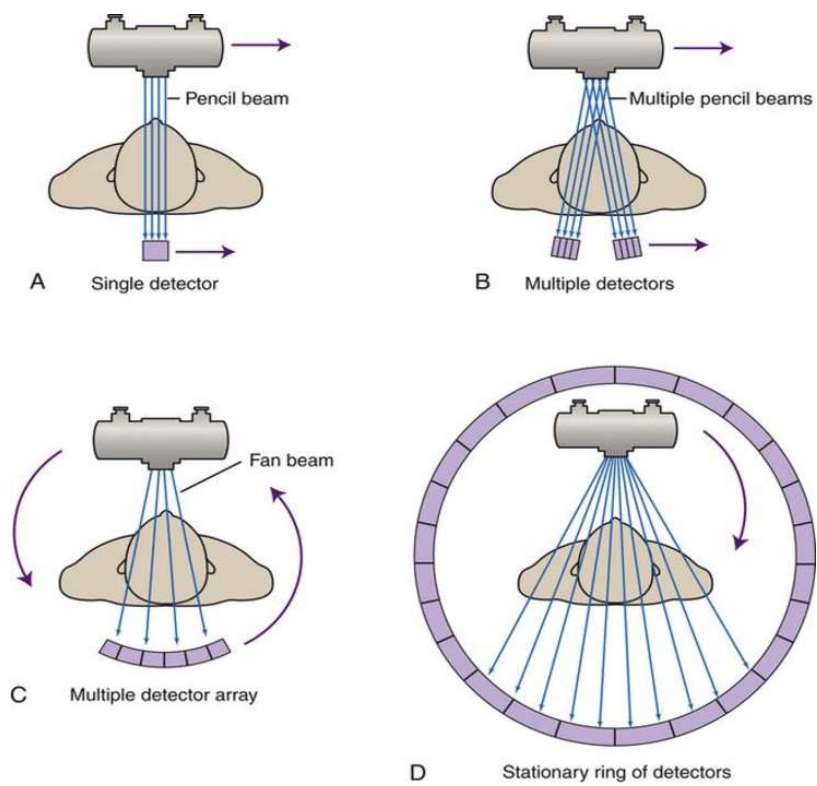 Pencil beam
Multiple pencil beams
A Single detector
B Multiple detectors
Fan beam
C Multiple detector array
D Stationary ring of detectors